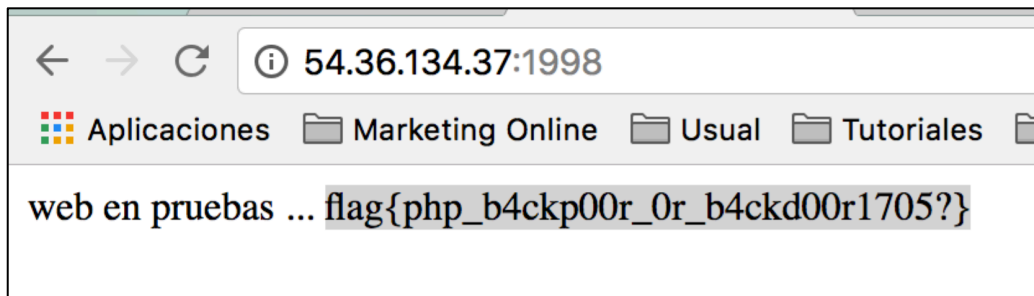 54.36.134.37:1998
Aplicaciones Marketing Online Usual Tutoriales
web en pruebas ... flag{php_b4ckp00r_0r_b4ckd00r1705?}